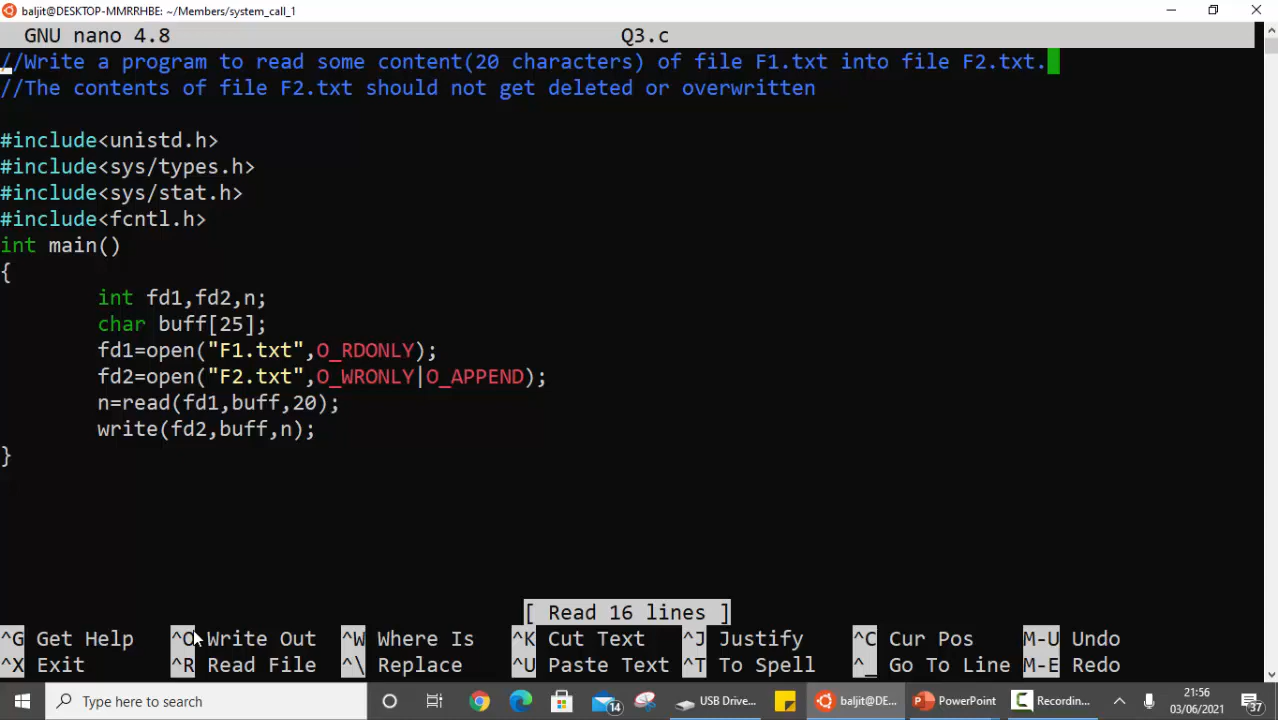 baljit@DESKTOP-MMRRHBE: ~/Members/system_call_1
GNU nano 4.8 Q3.c
//Write a program to read some content(20 characters) of file F1.txt into file F2.txt.
//The contents of file F2.txt should not get deleted or overwritten
#include<unistd.h>
#include<sys/types.h>
#include<sys/stat.h>
#include<fcntl.h>
int main()
{
int fd1,fd2,n;
char buff[25];
fd1=open("F1.txt",O_RDONLY);
fd2=open("F2.txt",O_WRONLY|O_APPEND);
n=read(fd1,buff,20);
write(fd2,buff,n);
}
[ Read 16 lines ]
^G Get Help ^O Write Out ^W Where Is ^K Cut Text ^J Justify ^C Cur Pos M-U Undo
^X Exit ^R Read File ^\ Replace ^U Paste Text ^T To Spell ^_ Go To Line M-E Redo
Type here to search 14 USB Drive... baljit@DE... PowerPoint Recordin... 21:56
03/06/2021 37